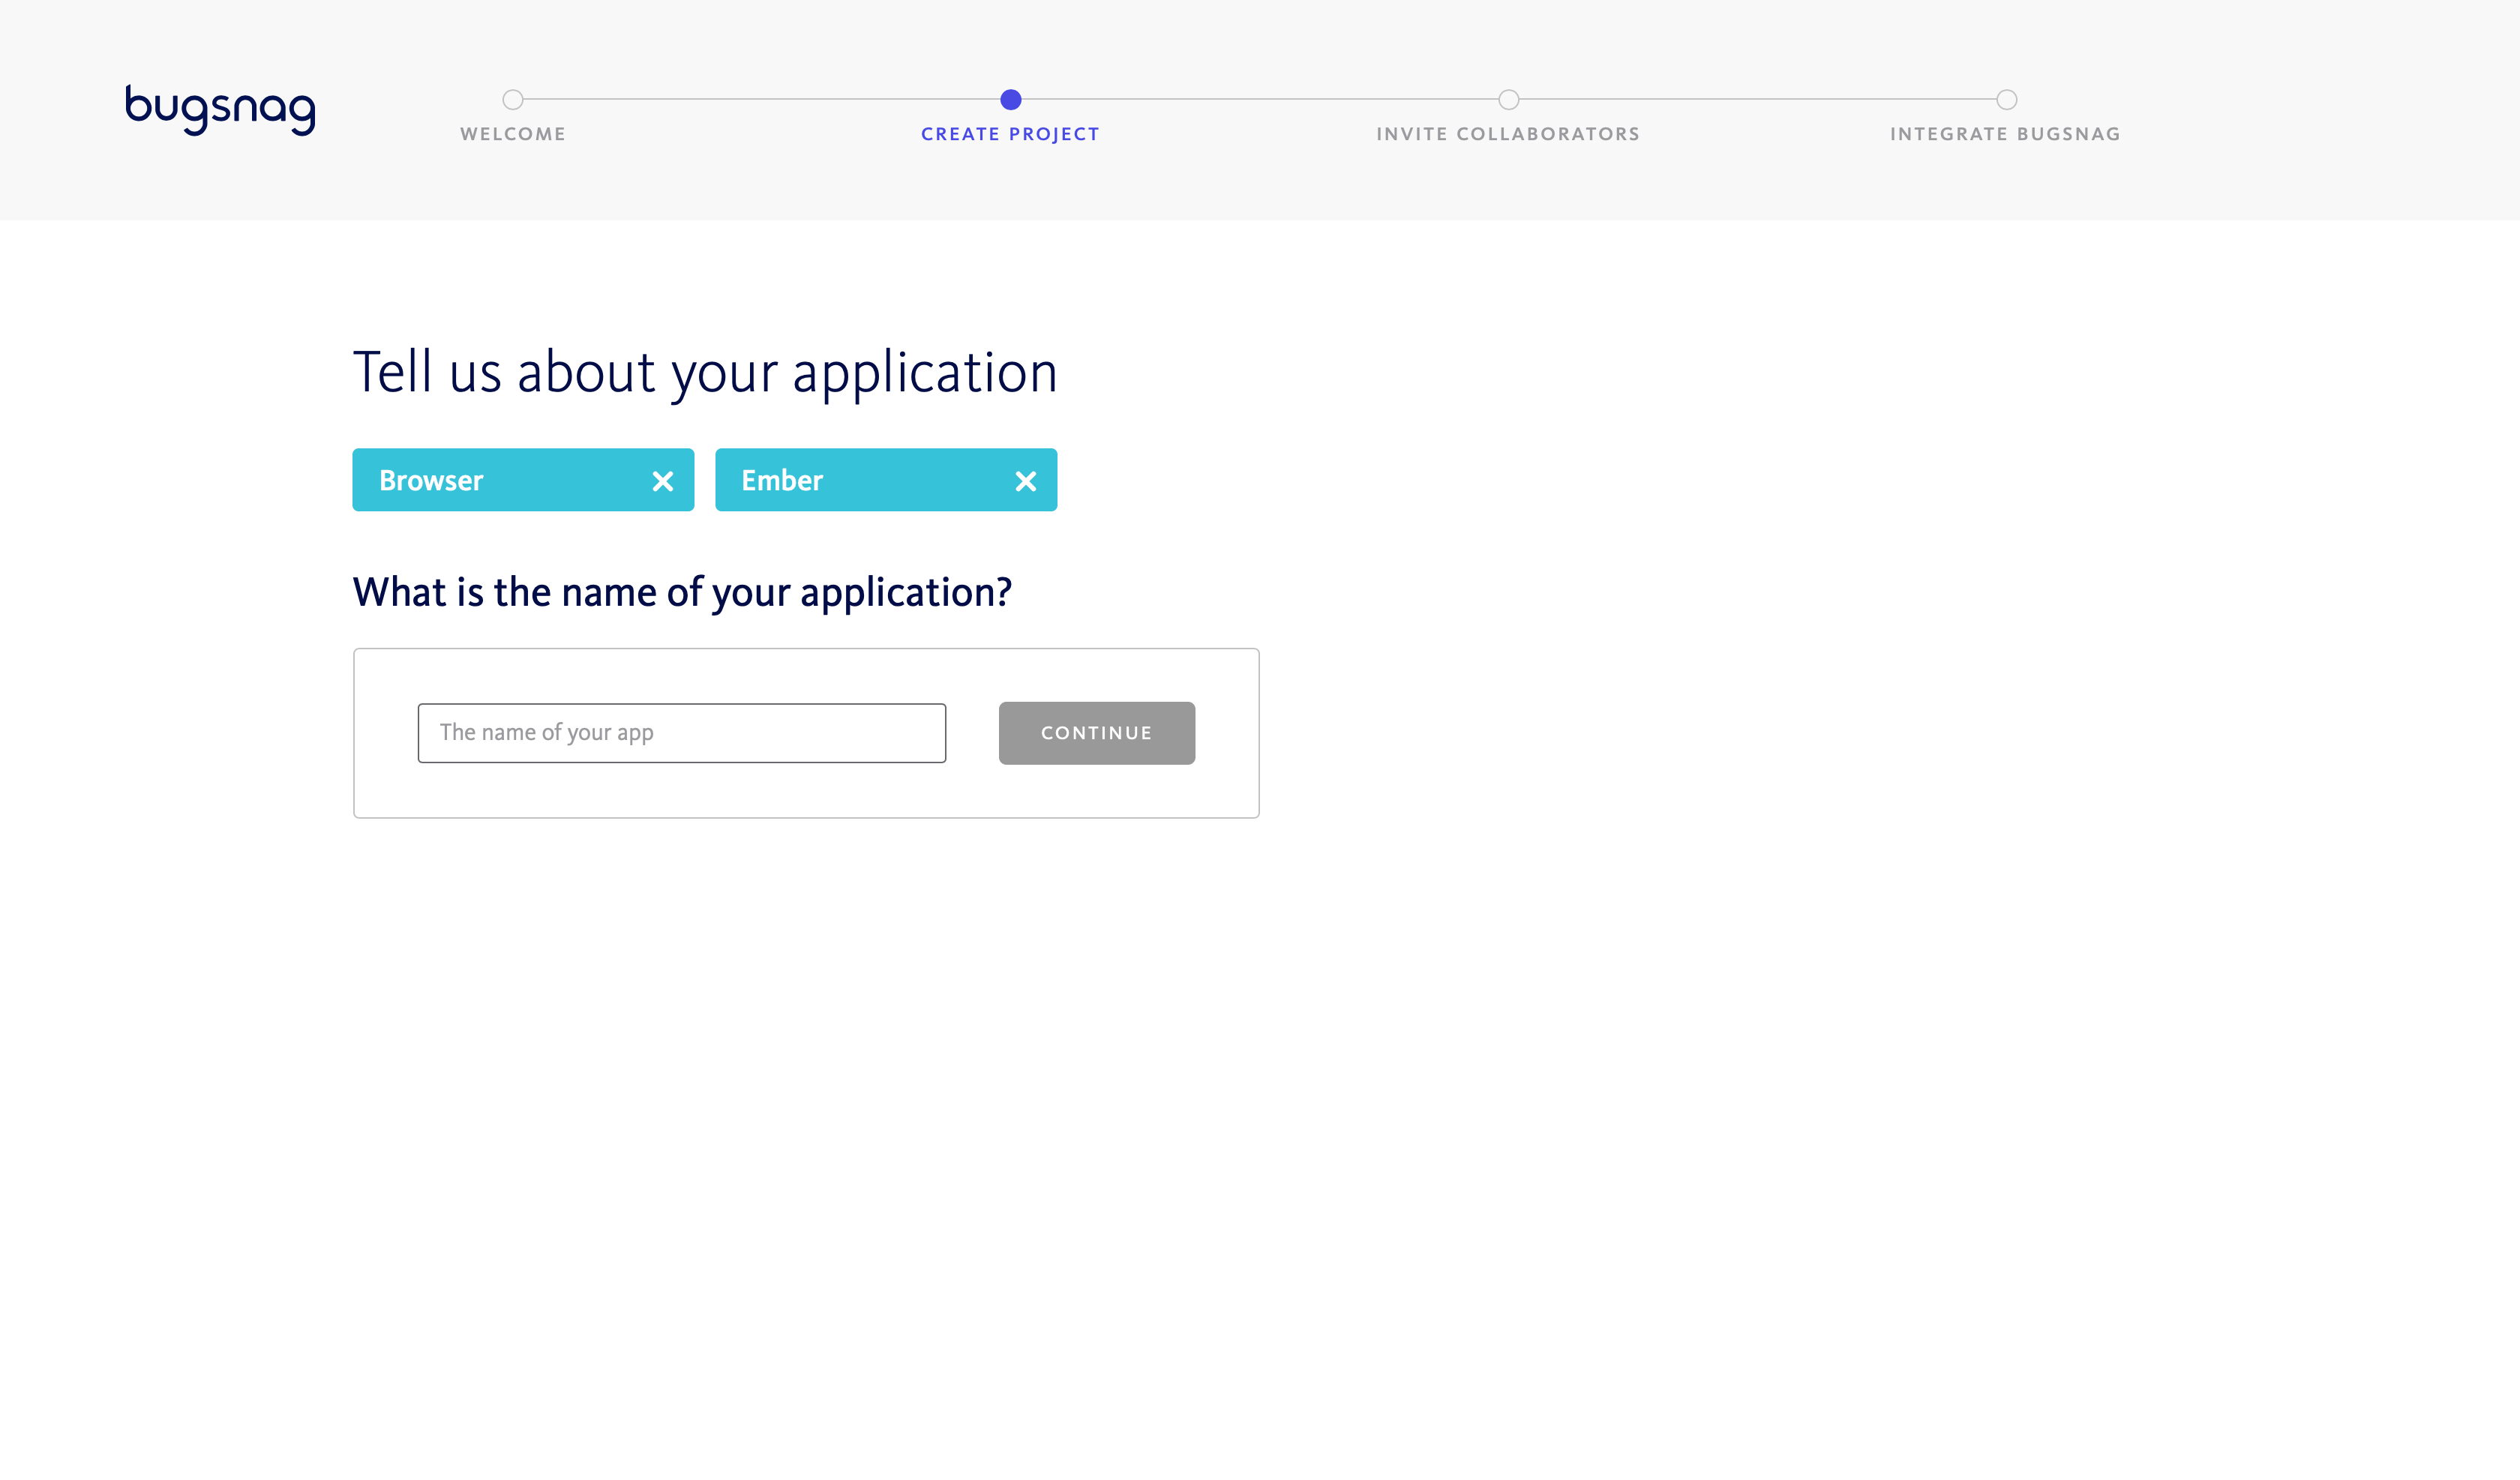 bugsnag
WELCOME
CREATE PROJECT
INVITE COLLABORATORS
INTEGRATE BUGSNAG
Tell us about your application
Browser
Ember
What is the name of your application?
The name of your app
CONTINUE